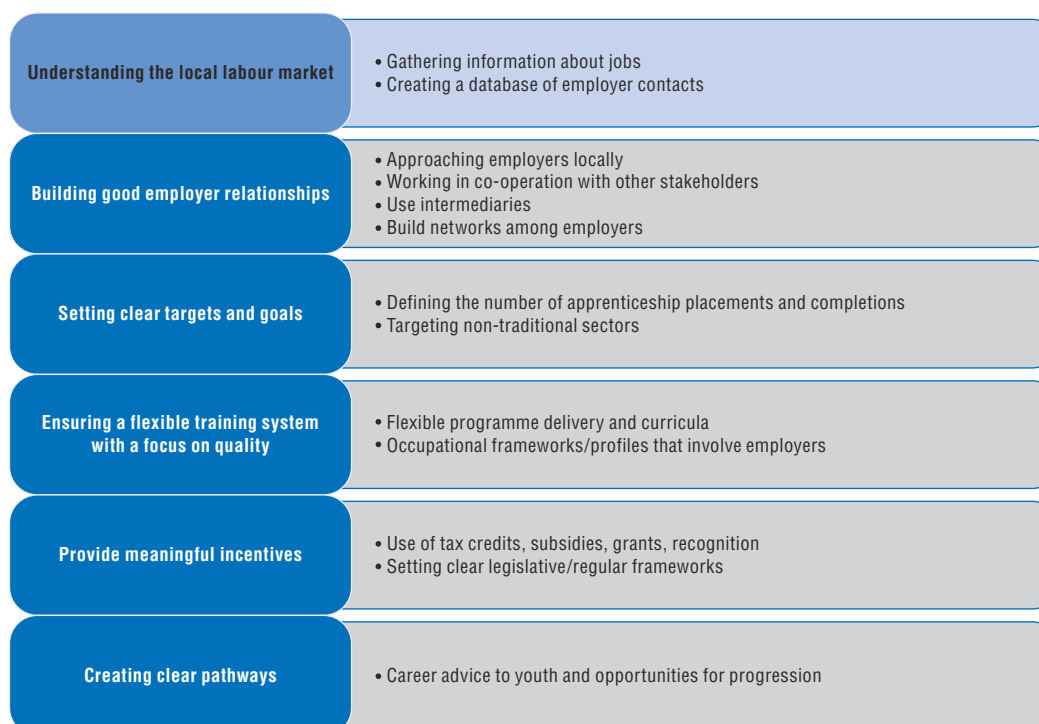 Understanding the local labour market
• Gathering information about jobs
• Creating a database of employer contacts
Building good employer relationships
• Approaching employers locally
• Working in co-operation with other stakeholders
• Use intermediaries
• Build networks among employers
Setting clear targets and goals
• Defining the number of apprenticeship placements and completions
• Targeting non-traditional sectors
Ensuring a flexible training system
with a focus on quality
• Flexible programme delivery and curricula
• Occupational frameworks/profiles that involve employers
Provide meaningful incentives
• Use of tax credits, subsidies, grants, recognition
• Setting clear legislative/regular frameworks
Creating clear pathways
• Career advice to youth and opportunities for progression